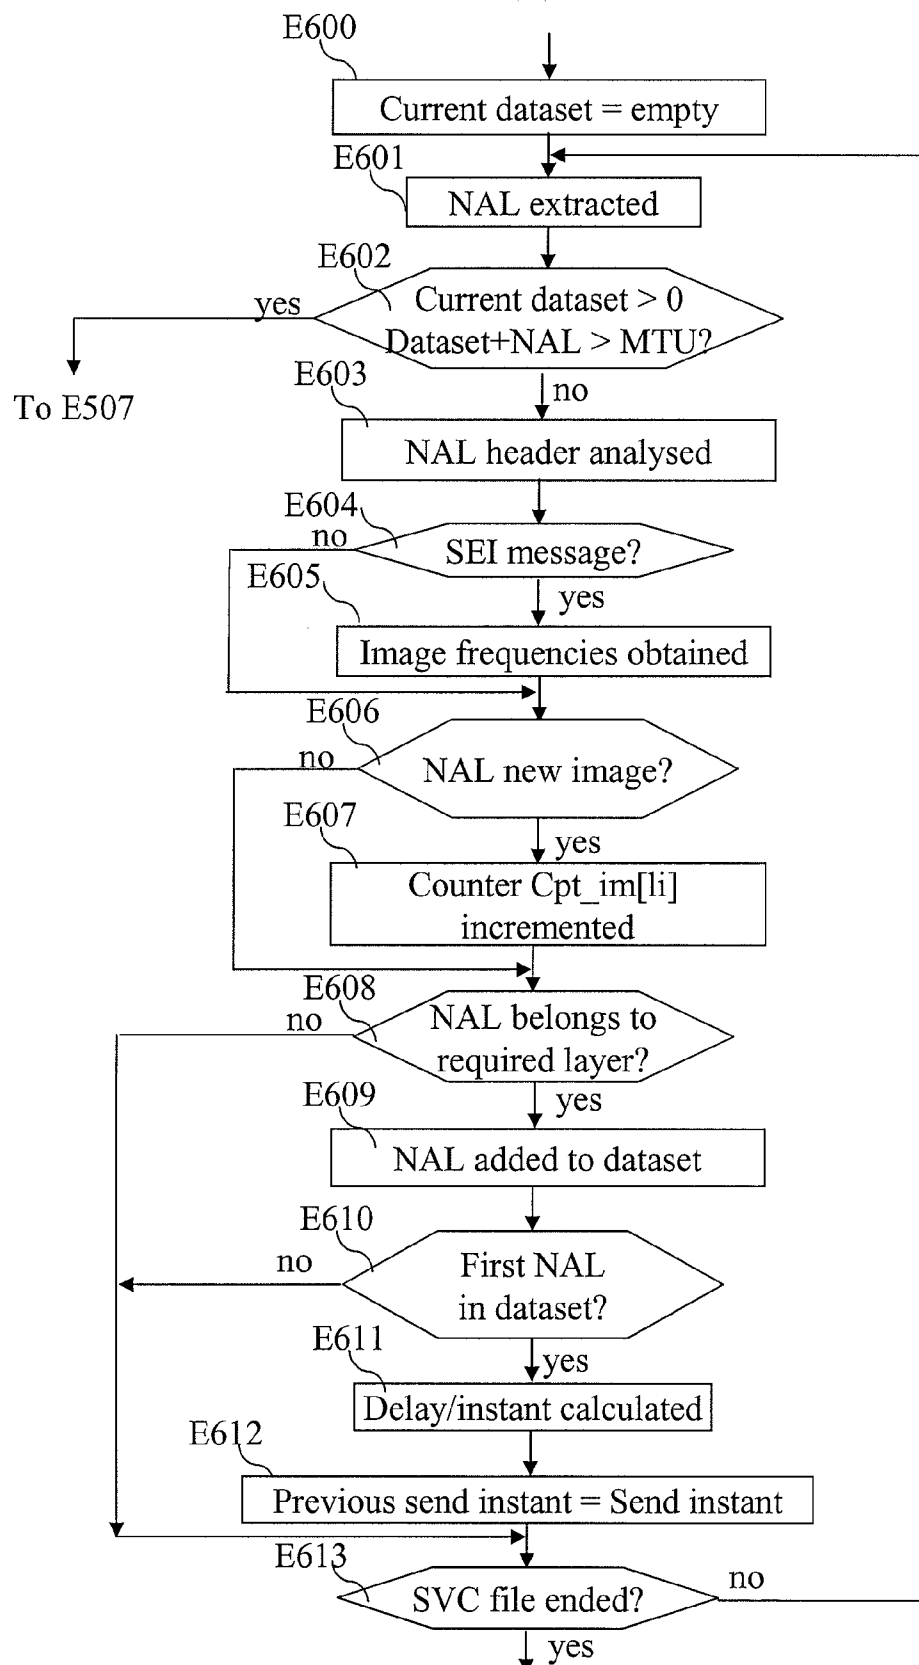 E600
Current dataset = empty
E601
NAL extracted
E602
yes
Current dataset > 0
Dataset+NAL > MTU?
To E507
no
E603
NAL header analysed
E604
no
SEI message?
E605
yes
Image frequencies obtained
E606
no
NAL new image?
E607
yes
Counter Cpt_im[li]
incremented
E608
no
NAL belongs to
required layer?
E609
yes
NAL added to dataset
E610
no
First NAL
in dataset?
E611
yes
Delay/instant calculated
E612
Previous send instant = Send instant
E613
no
SVC file ended?
yes